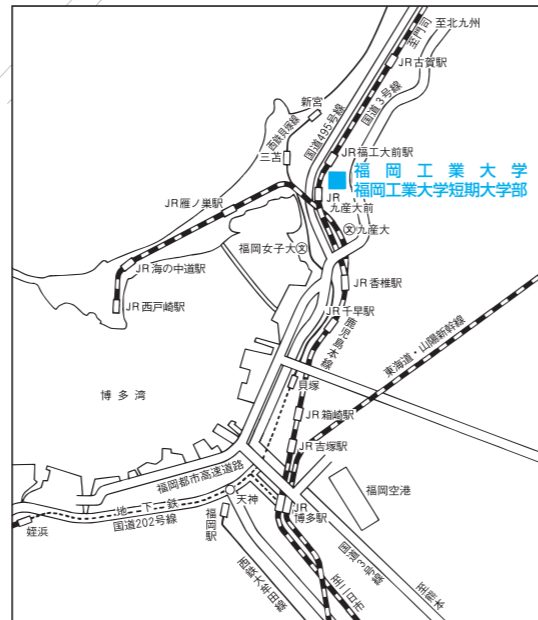 至北九州
至門司
JR古賀駅
国道3号線
新宮
西鉄貝塚線
国道495号線
三苫
JR福工大前駅
福岡工業大学
福岡工業大学短期大学部
JR
九産大前
JR雁ノ巣駅
九産大
文
福岡女子大
文
JR海の中道駅
JR香椎駅
JR西戸崎駅
JR千早駅
鹿児島本線
東海道・山陽新幹線
貝塚
博多湾
JR箱崎駅
JR吉塚駅
福岡都市高速道路
福岡空港
地下鉄
天神
国道202号線
福岡駅
JR
博多駅
姪浜
国道3号線
西鉄大牟田線
至二日市
至熊本